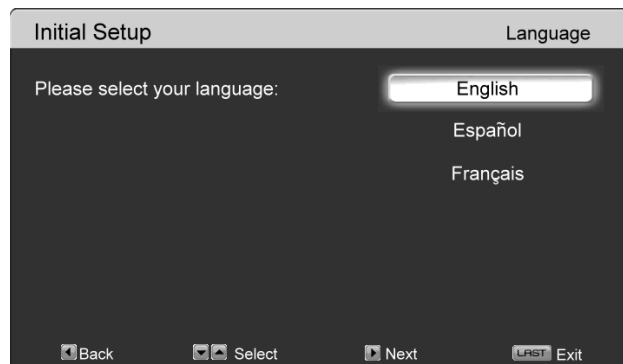 Initial Setup Language
Please select your language: English
Español
Français
Back Select Next LAST Exit